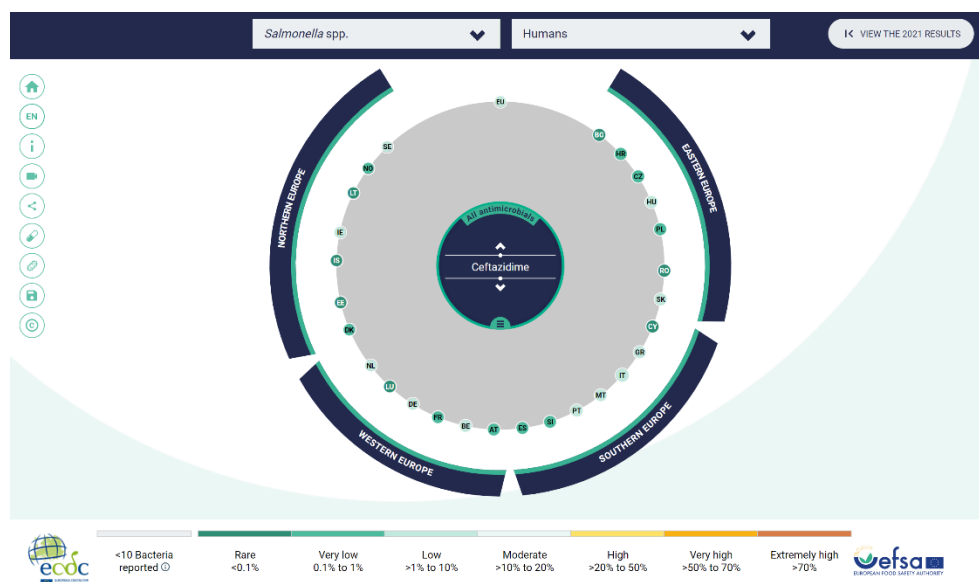 Salmonella spp.
Humans
VIEW THE 2021 RESULTS
EN
i
©
NORTHERN EUROPE
EASTERN EUROPE
WESTERN EUROPE
SOUTHERN EUROPE
EU
BG
HR
CZ
HU
PL
RO
SK
CY
GR
IT
MT
PT
SI
ES
AT
BE
FR
DE
LU
NL
DK
EE
IS
IE
LT
NO
SE
All antimicrobials
Ceftazidime
ecdc
<10 Bacteria
reported ⓘ
Rare
<0.1%
Very low
0.1% to 1%
Low
>1% to 10%
Moderate
>10% to 20%
High
>20% to 50%
Very high
>50% to 70%
Extremely high
>70%
efsa
EUROPEAN FOOD SAFETY AUTHORITY